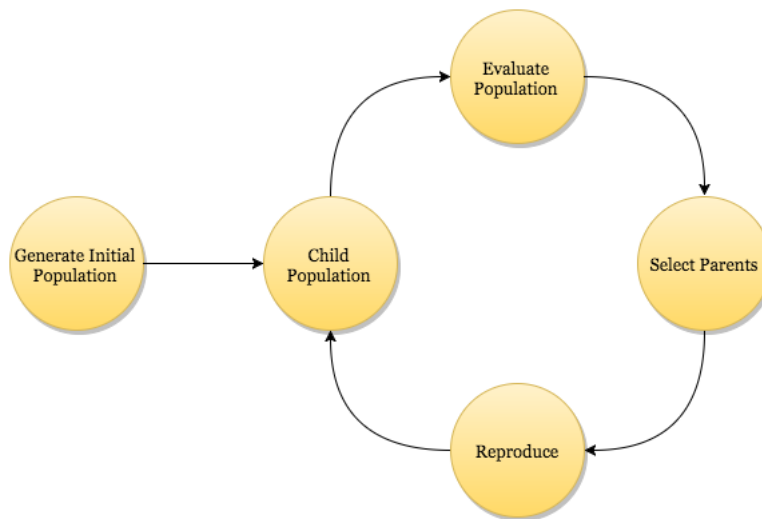 Evaluate
Population
Generate Initial
Population
Child
Population
Select Parents
Reproduce